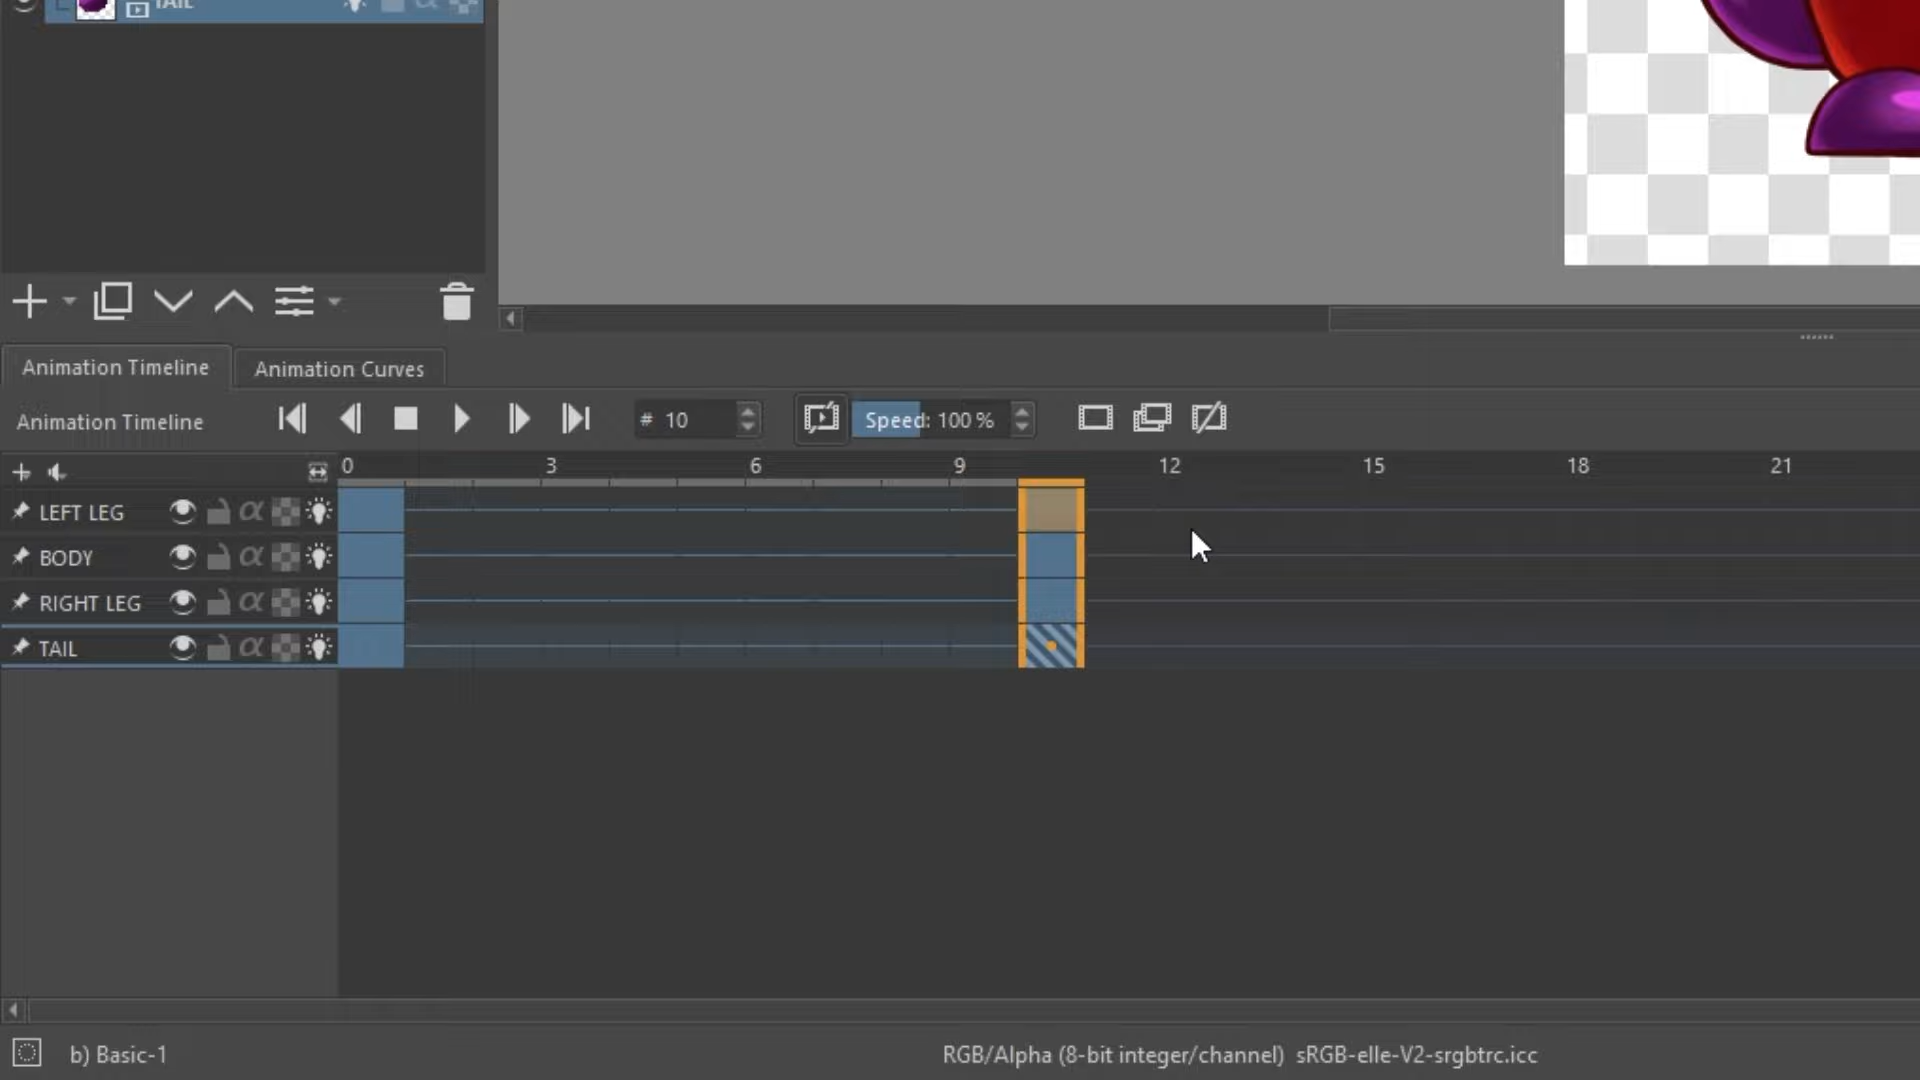 TAIL
Animation Timeline Animation Curves
Animation Timeline # 10 Speed: 100 %
0 3 6 9 12 15 18 21
LEFT LEG α
BODY α
RIGHT LEG α
TAIL α
b) Basic-1 RGB/Alpha (8-bit integer/channel) sRGB-elle-V2-srgbtrc.icc